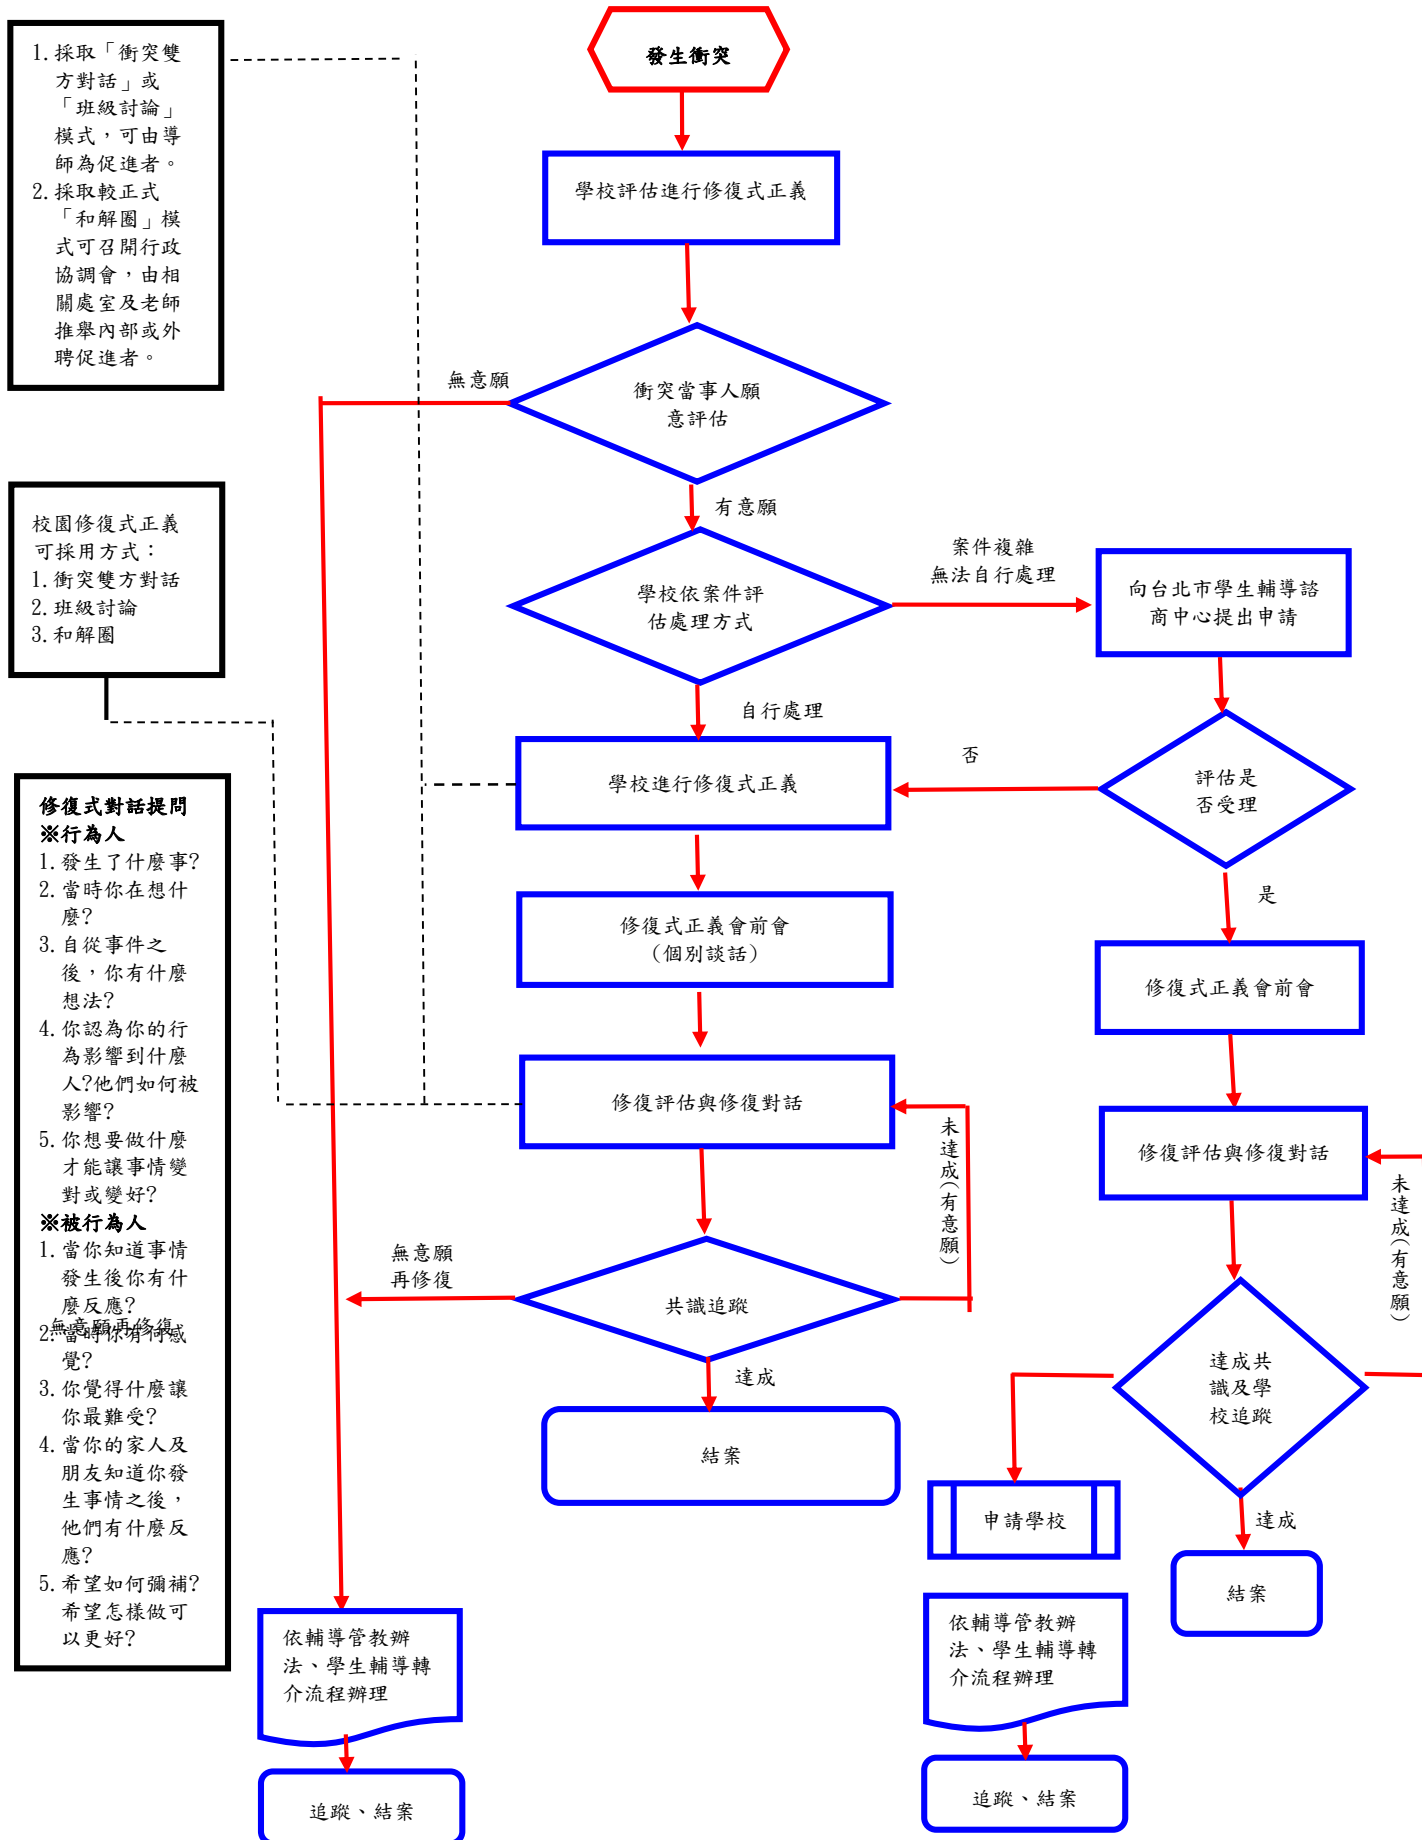 發生衝突
1.採取「衝突雙
方對話」或
「班級討論」
模式，可由導
師為促進者。
2.採取較正式
「和解圈」模
式可召開行政
協調會，由相
關處室及老師
推舉內部或外
聘促進者。
學校評估進行修復式正義
無意願
衝突當事人願
意評估
有意願
校園修復式正義
可採用方式：
1.衝突雙方對話
2.班級討論
3.和解圈
學校依案件評
估處理方式
案件複雜
無法自行處理
向台北市學生輔導諮
商中心提出申請
自行處理
學校進行修復式正義
否
評估是
否受理
是
修復式正義會前會
(個別談話)
修復式正義會前會
修復評估與修復對話
未達成(有意願)
修復評估與修復對話
未達成(有意願)
無意願
再修復
共識追蹤
達成
結案
達成共
識及學
校追蹤
達成
結案
申請學校
依輔導管教辦
法、學生輔導轉
介流程辦理
追蹤、結案
依輔導管教辦
法、學生輔導轉
介流程辦理
追蹤、結案
修復式對話提問
※行為人
1.發生了什麼事?
2.當時你在想什
麼?
3.自從事件之
後，你有什麼
想法?
4.你認為你的行
為影響到什麼
人?他們如何被
影響?
5.你想要做什麼
才能讓事情變
對或變好?
※被行為人
1.當你知道事情
發生後你有什
麼反應?
無意願再修復
2.當時你有何感
覺?
3.你覺得什麼讓
你最難受?
4.當你的家人及
朋友知道你發
生事情之後，
他們有什麼反
應?
5.希望如何彌補?
希望怎樣做可
以更好?